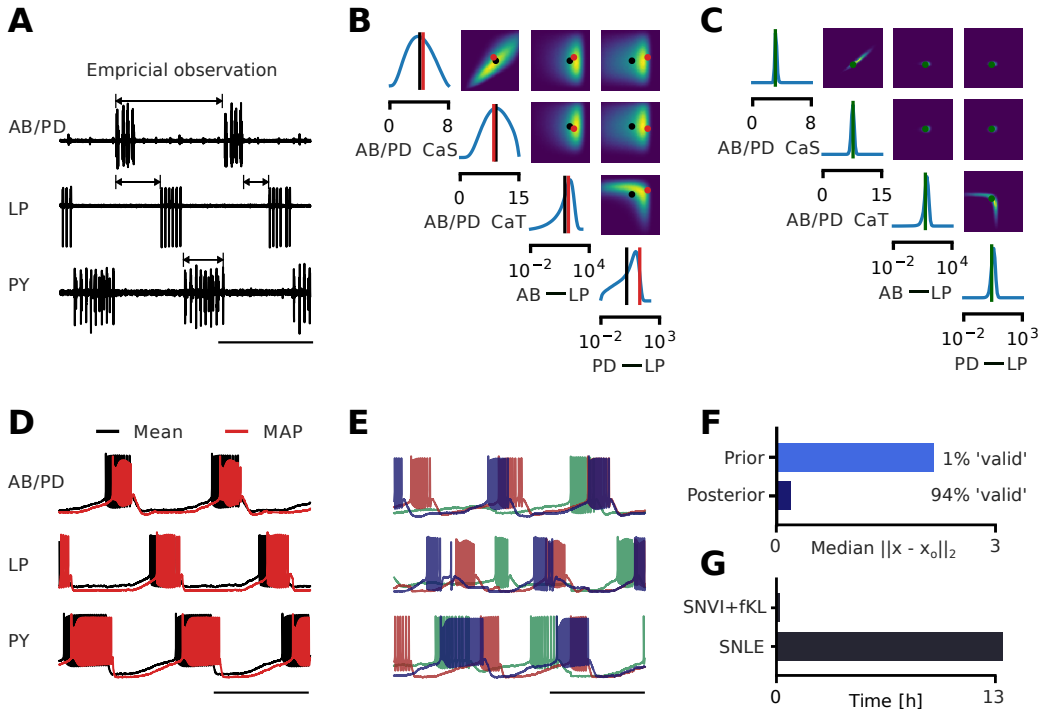 A
Empricial observation
AB/PD
LP
PY
B
0 8
AB/PD CaS
0 15
AB/PD CaT
10^-2 10^4
AB LP
10^-2 10^3
PD LP
C
0 8
AB/PD CaS
0 15
AB/PD CaT
10^-2 10^4
AB LP
10^-2 10^3
PD LP
D
Mean MAP
AB/PD
LP
PY
E
F
Prior
1% 'valid'
Posterior
94% 'valid'
0 3
Median ||x - x_o||_2
G
SNVI+fKL
SNLE
0 13
Time [h]